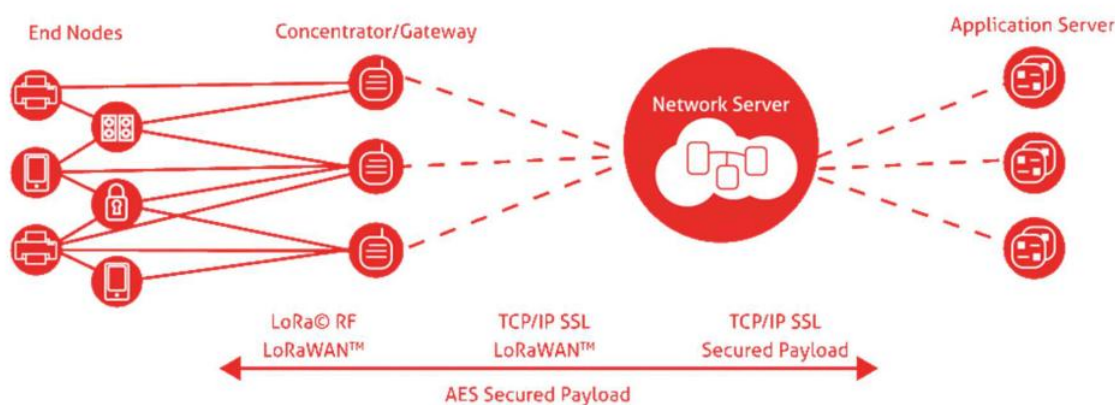 End Nodes
Concentrator/Gateway
Application Server
Network Server
LoRa© RF
LoRaWAN™
TCP/IP SSL
LoRaWAN™
TCP/IP SSL
Secured Payload
AES Secured Payload